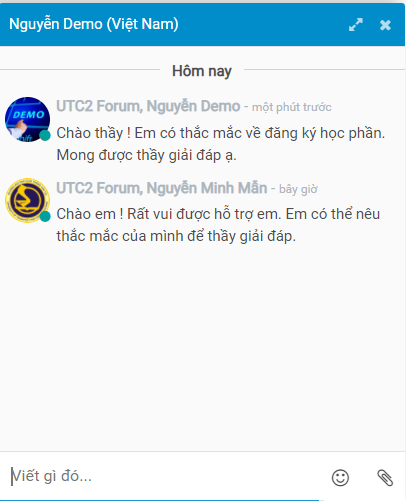 Nguyễn Demo (Việt Nam)
Hôm nay
DEMO
UTC2 Forum, Nguyễn Demo - một phút trước
Chào thầy ! Em có thắc mắc về đăng ký học phần.
Mong được thầy giải đáp ạ.
UTC2 Forum, Nguyễn Minh Mẫn - bây giờ
Chào em ! Rất vui được hỗ trợ em. Em có thể nêu
thắc mắc của mình để thầy giải đáp.
Viết gì đó...